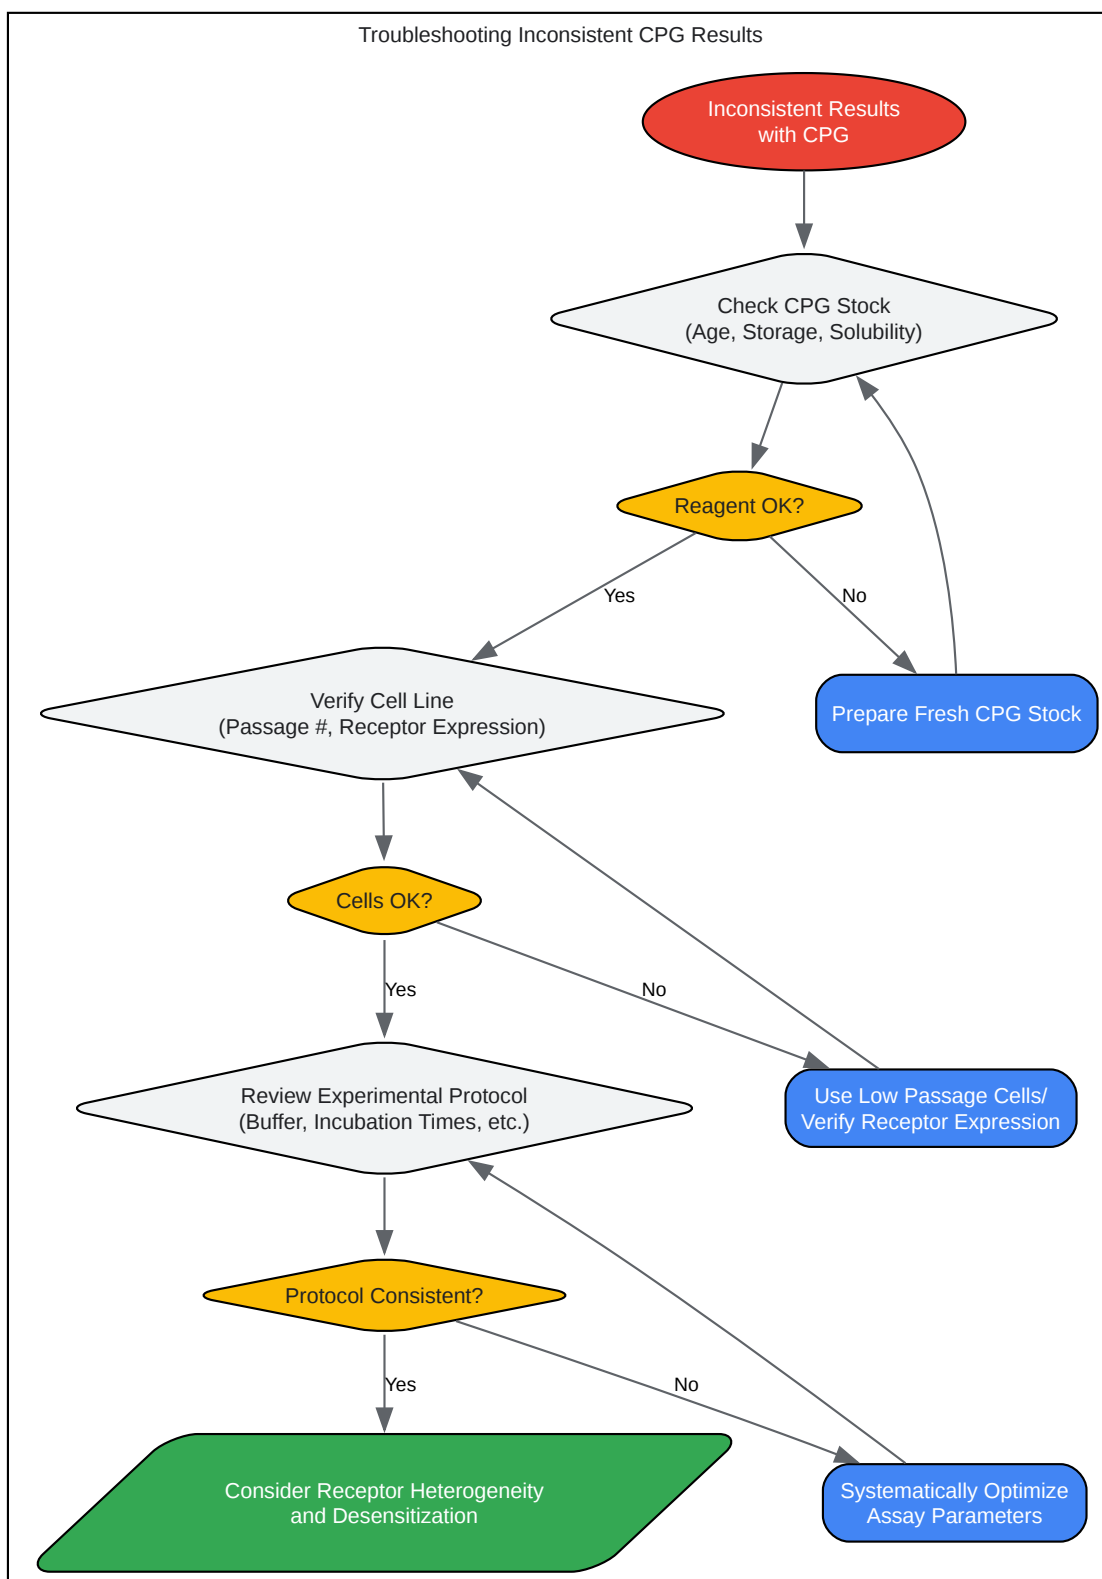 Troubleshooting Inconsistent CPG Results
Inconsistent Results
with CPG
Check CPG Stock
(Age, Storage, Solubility)
Reagent OK?
Yes
No
Verify Cell Line
(Passage #, Receptor Expression)
Prepare Fresh CPG Stock
Cells OK?
Yes
No
Review Experimental Protocol
(Buffer, Incubation Times, etc.)
Use Low Passage Cells/
Verify Receptor Expression
Protocol Consistent?
Yes
No
Consider Receptor Heterogeneity
and Desensitization
Systematically Optimize
Assay Parameters